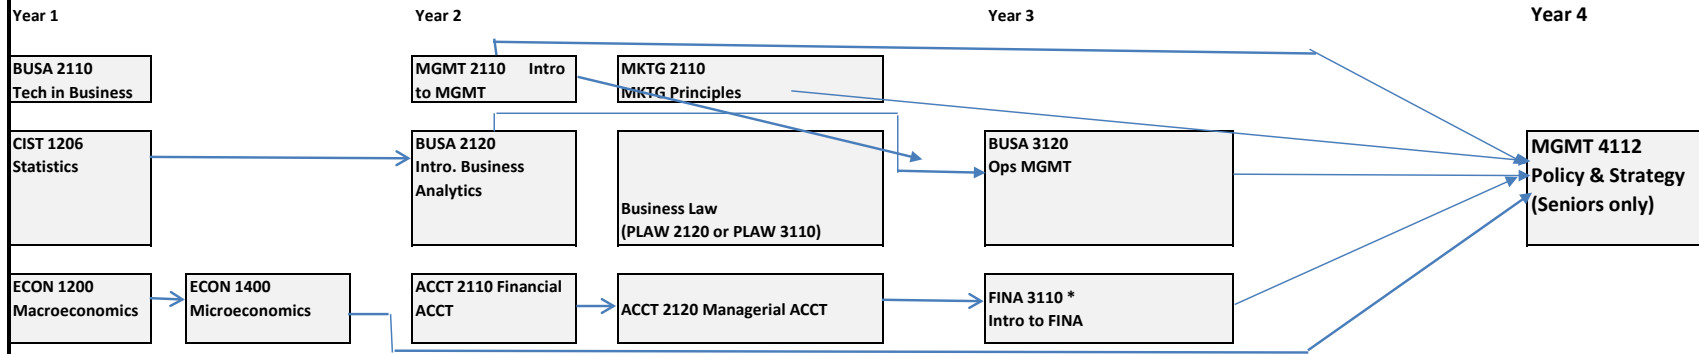 Year 1
Year 2
Year 3
Year 4
BUSA 2110
Tech in Business
MGMT 2110 Intro
to MGMT
MKTG 2110
MKTG Principles
CIST 1206
Statistics
BUSA 2120
Intro. Business
Analytics
Business Law
(PLAW 2120 or PLAW 3110)
BUSA 3120
Ops MGMT
MGMT 4112
Policy & Strategy
(Seniors only)
ECON 1200
Macroeconomics
ECON 1400
Microeconomics
ACCT 2110 Financial
ACCT
ACCT 2120 Managerial ACCT
FINA 3110 *
Intro to FINA